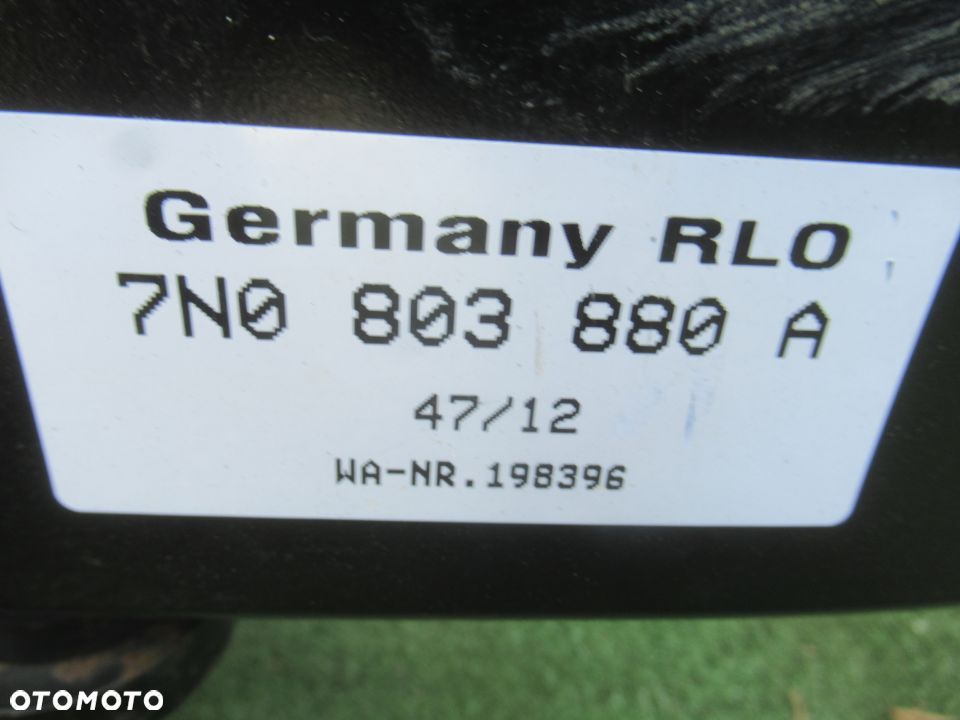 Germany RLO
7N0 803 880 A
47/12
WA-NR.198396
OTOMOTO